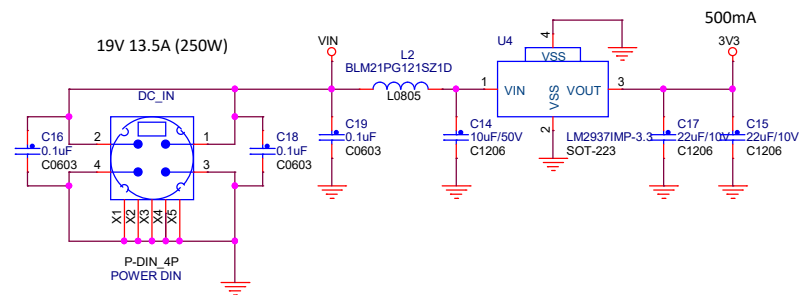 500mA
19V 13.5A (250W)
VIN
L2
BLM21PG121SZ1D
L0805
U4
4
VSS
1
VIN
VOUT
3
VSS
2
LM2937IMP-3.3
SOT-223
3V3
DC_IN
C16
0.1uF
C0603
2
1
4
3
C18
0.1uF
C0603
C19
0.1uF
C0603
C14
10uF/50V
C1206
C17
22uF/10V
C1206
C15
22uF/10V
C1206
X1
X2
X3
X4
X5
P-DIN_4P
POWER DIN